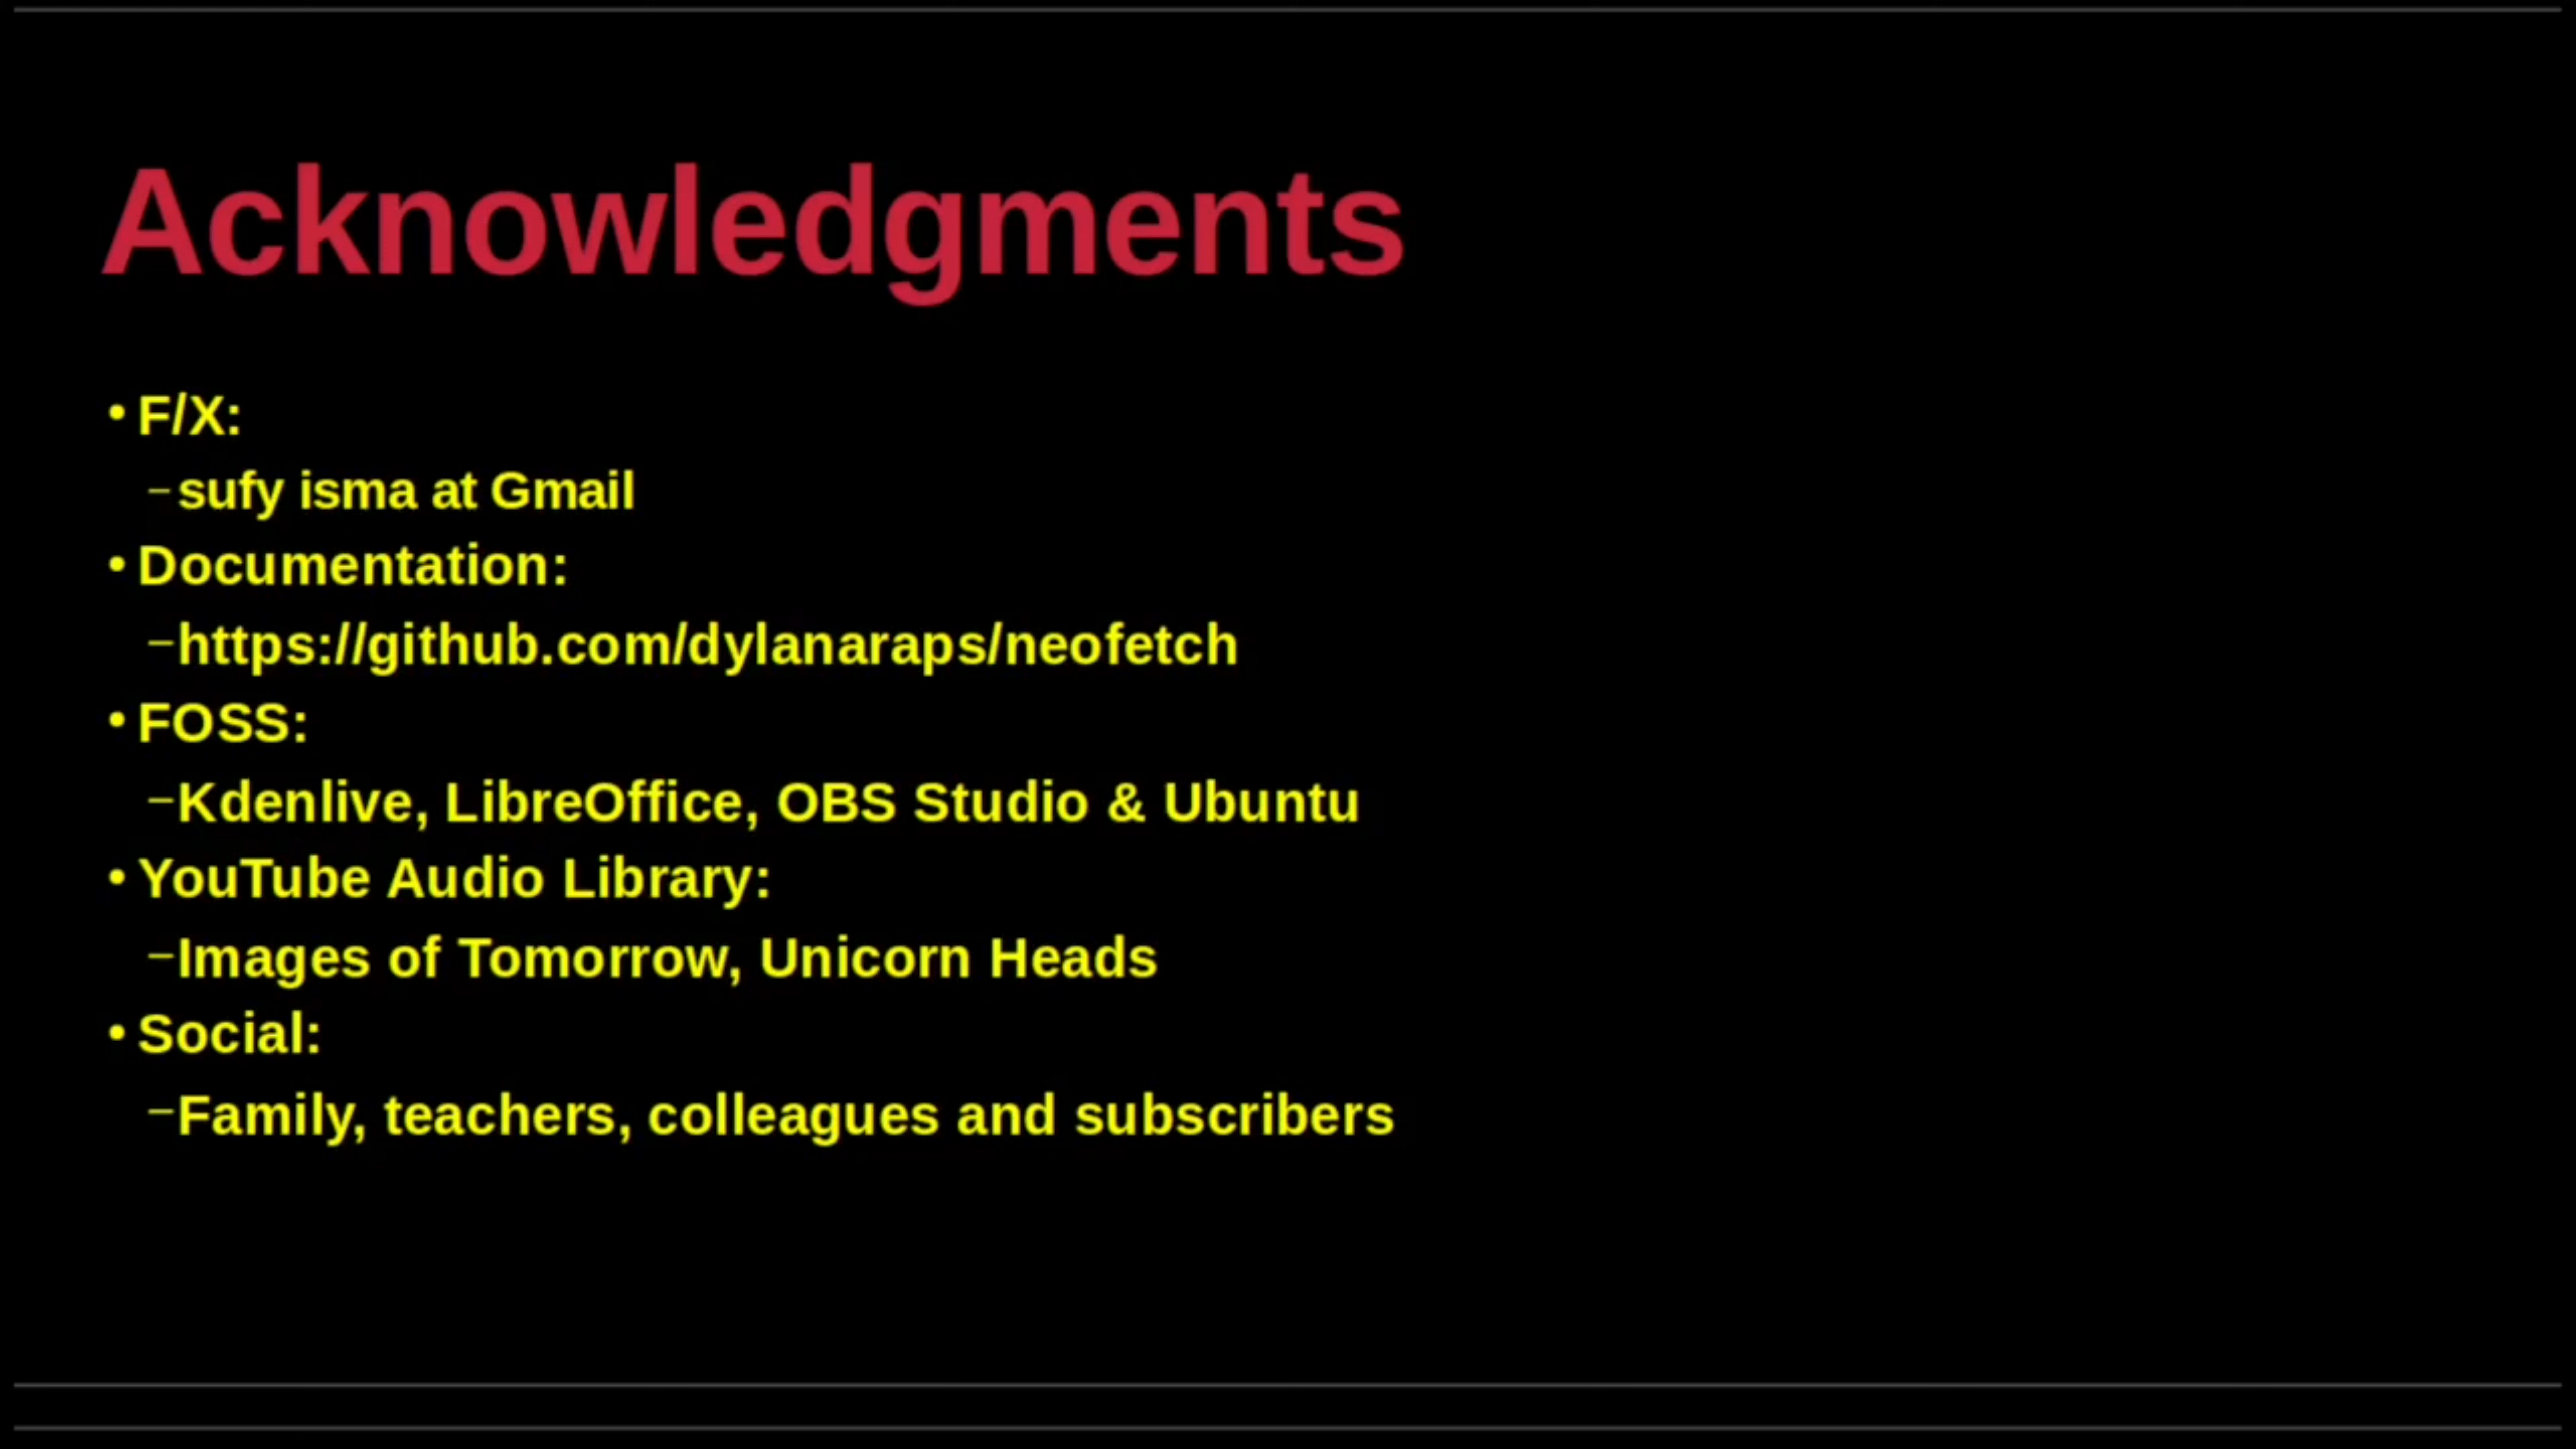 Acknowledgments
• F/X:
–sufy isma at Gmail
• Documentation:
–https://github.com/dylanaraps/neofetch
• FOSS:
–Kdenlive, LibreOffice, OBS Studio & Ubuntu
• YouTube Audio Library:
–Images of Tomorrow, Unicorn Heads
• Social:
–Family, teachers, colleagues and subscribers